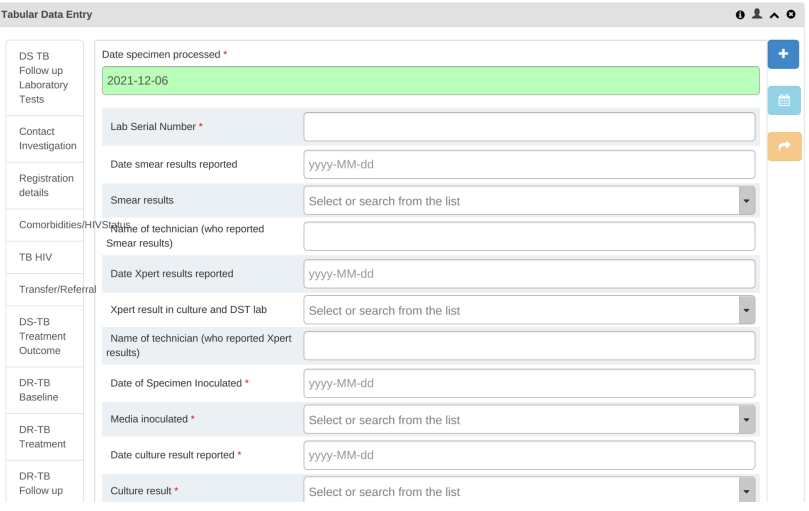 Tabular Data Entry
DS TB
Follow up
Laboratory
Tests
Contact
Investigation
Registration
details
Comorbidities/HIVStatus
TB HIV
Transfer/Referral
DS-TB
Treatment
Outcome
DR-TB
Baseline
DR-TB
Treatment
DR-TB
Follow up
Date specimen processed *
2021-12-06
Lab Serial Number *
Date smear results reported
yyyy-MM-dd
Smear results
Select or search from the list
Name of technician (who reported
Smear results)
Date Xpert results reported
yyyy-MM-dd
Xpert result in culture and DST lab
Select or search from the list
Name of technician (who reported Xpert
results)
Date of Specimen Inoculated *
yyyy-MM-dd
Media inoculated *
Select or search from the list
Date culture result reported *
yyyy-MM-dd
Culture result *
Select or search from the list